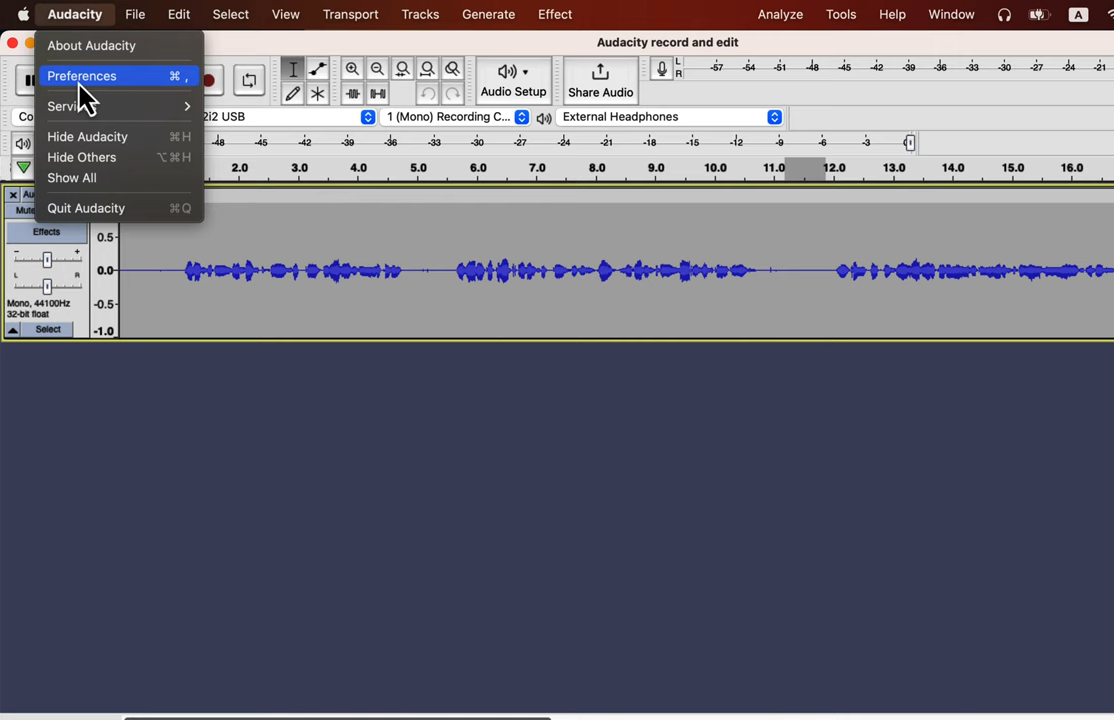 Audacity File Edit Select View Transport Tracks Generate Effect Analyze Tools Help Window A
Audacity record and edit
About Audacity
Preferences ⌘ ,
Hide Audacity ⌘H
Hide Others ⌥⌘H
Show All
Quit Audacity ⌘Q
Audio Setup
Share Audio
L
R
-57 -54 -51 -48 -45 -42 -39 -36 -33 -30 -27 -24 -21
Co 2i2 USB 1 (Mono) Recording C... External Headphones
-48 -45 -42 -39 -36 -33 -30 -27 -24 -21 -18 -15 -12 -9 -6 -3
2.0 3.0 4.0 5.0 6.0 7.0 8.0 9.0 10.0 11.0 12.0 13.0 14.0 15.0 16.0
Mute
Effects
- +
L R
Mono, 44100Hz
32-bit float
Select
0.5
0.0
-0.5
-1.0